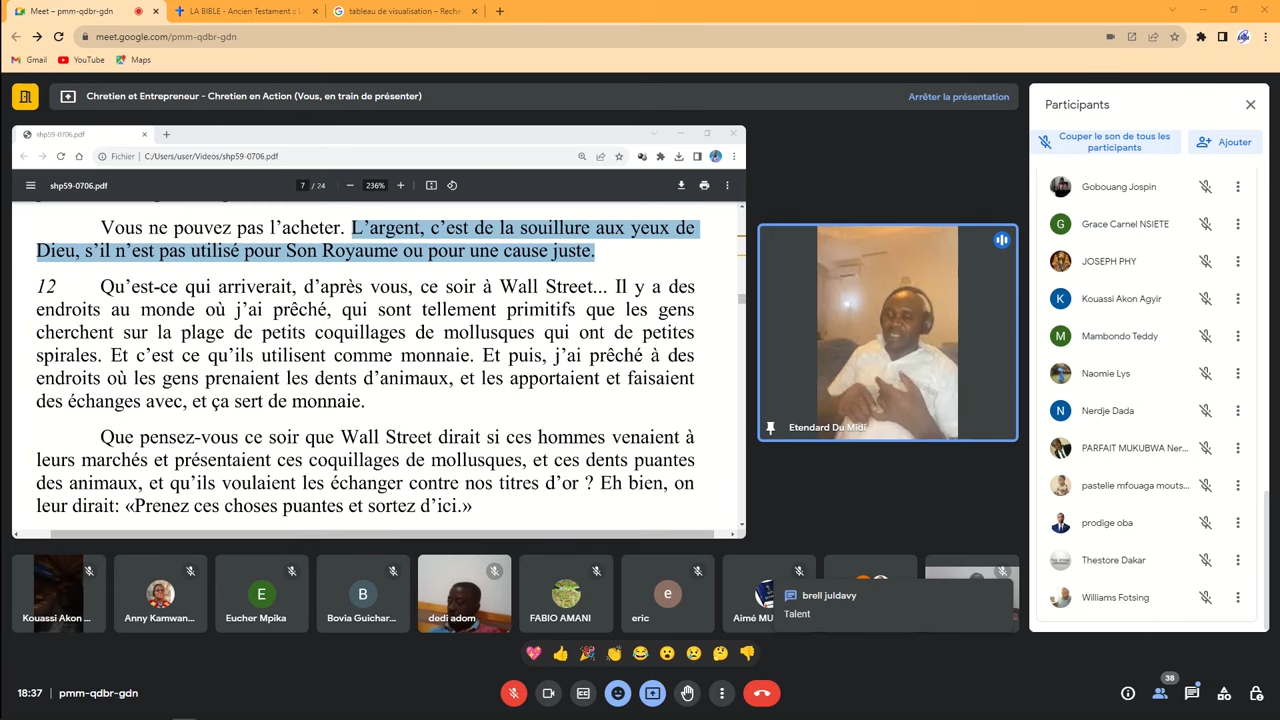 Meet – pmm-qdbr-gdn
LA BIBLE - Ancien Testament
tableau de visualisation – Reche
meet.google.com/pmm-qdbr-gdn
Gmail
YouTube
Maps
Chretien et Entrepreneur - Chretien en Action (Vous, en train de présenter)
Arrêter la présentation
shp59-0706.pdf
Fichier
C:/Users/user/Videos/shp59-0706.pdf
shp59-0706.pdf
7 / 24
236%
Vous ne pouvez pas l’acheter. L’argent, c’est de la souillure aux yeux de
Dieu, s’il n’est pas utilisé pour Son Royaume ou pour une cause juste.
12 Qu’est-ce qui arriverait, d’après vous, ce soir à Wall Street... Il y a des
endroits au monde où j’ai prêché, qui sont tellement primitifs que les gens
cherchent sur la plage de petits coquillages de mollusques qui ont de petites
spirales. Et c’est ce qu’ils utilisent comme monnaie. Et puis, j’ai prêché à des
endroits où les gens prenaient les dents d’animaux, et les apportaient et faisaient
des échanges avec, et ça sert de monnaie.
Que pensez-vous ce soir que Wall Street dirait si ces hommes venaient à
leurs marchés et présentaient ces coquillages de mollusques, et ces dents puantes
des animaux, et qu’ils voulaient les échanger contre nos titres d’or ? Eh bien, on
leur dirait: «Prenez ces choses puantes et sortez d’ici.»
Etendard Du Midi
Participants
Couper le son de tous les
participants
Ajouter
Gobouang Jospin
G
Grace Carnel NSIETE
JOSEPH PHY
K
Kouassi Akon Agyir
M
Mambondo Teddy
Naomie Lys
N
Nerdje Dada
PARFAIT MUKUBWA Ner...
pastelie mfouaga mouts...
prodige oba
Thestore Dakar
Williams Fotsing
Kouassi Akon ...
Anny Kamwan...
E
Eucher Mpika
B
Bovia Guichar...
dedi adom
FABIO AMANI
e
eric
Aimé MU
brell juldavy
Talent
18:37
pmm-qdbr-gdn
38